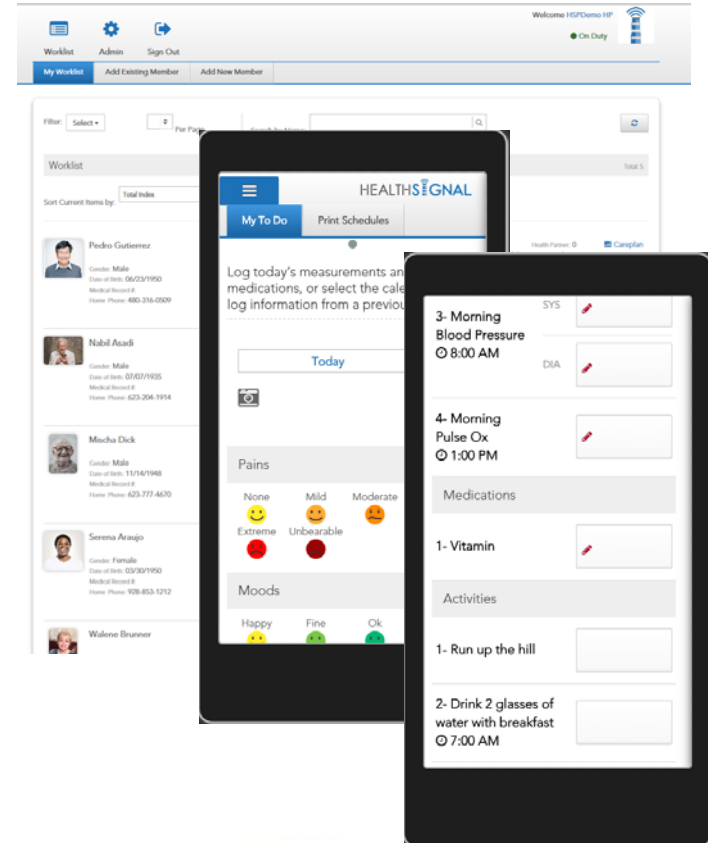 Welcome HSPDemo HP
On Duty
Worklist Admin Sign Out
My Worklist Add Existing Member Add New Member
Filter: Select Per Page Search by Name:
Worklist Total: 5
Sort Current Items by: Total Index
Pedro Gutierrez
Gender: Male
Date of Birth: 06/23/1950
Medical Record #:
Home Phone: 480-316-0509
Health Partner: 0 Careplan
Nabil Asadi
Gender: Male
Date of Birth: 07/07/1935
Medical Record #:
Home Phone: 623-204-1914
Mischa Dick
Gender: Male
Date of Birth: 11/14/1948
Medical Record #:
Home Phone: 623-777-4670
Serena Araujo
Gender: Female
Date of Birth: 03/30/1950
Medical Record #:
Home Phone: 928-853-1212
Walene Brunner
HEALTHSIGNAL
My To Do Print Schedules
Log today's measurements an
medications, or select the cale
log information from a previou
Today
Pains
None Mild Moderate
Extreme Unbearable
Moods
Happy Fine Ok
3- Morning
Blood Pressure
8:00 AM
SYS
DIA
4- Morning
Pulse Ox
1:00 PM
Medications
1- Vitamin
Activities
1- Run up the hill
2- Drink 2 glasses of
water with breakfast
7:00 AM